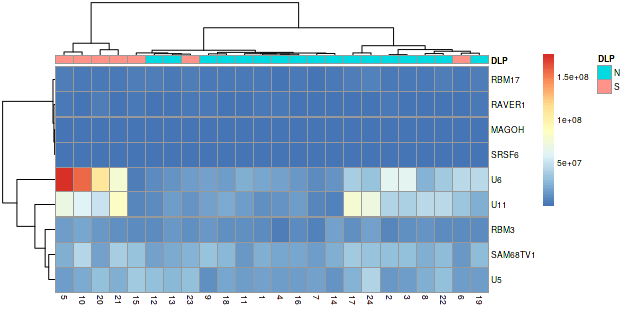 DLP
RBM17
RAVER1
MAGOH
SRSF6
U6
U11
RBM3
SAM68TV1
U5
5 10 20 21 15 12 13 23 9 18 11 1 4 16 7 14 17 24 2 3 8 22 6 19
1.5e+08
1e+08
5e+07
DLP
N
E